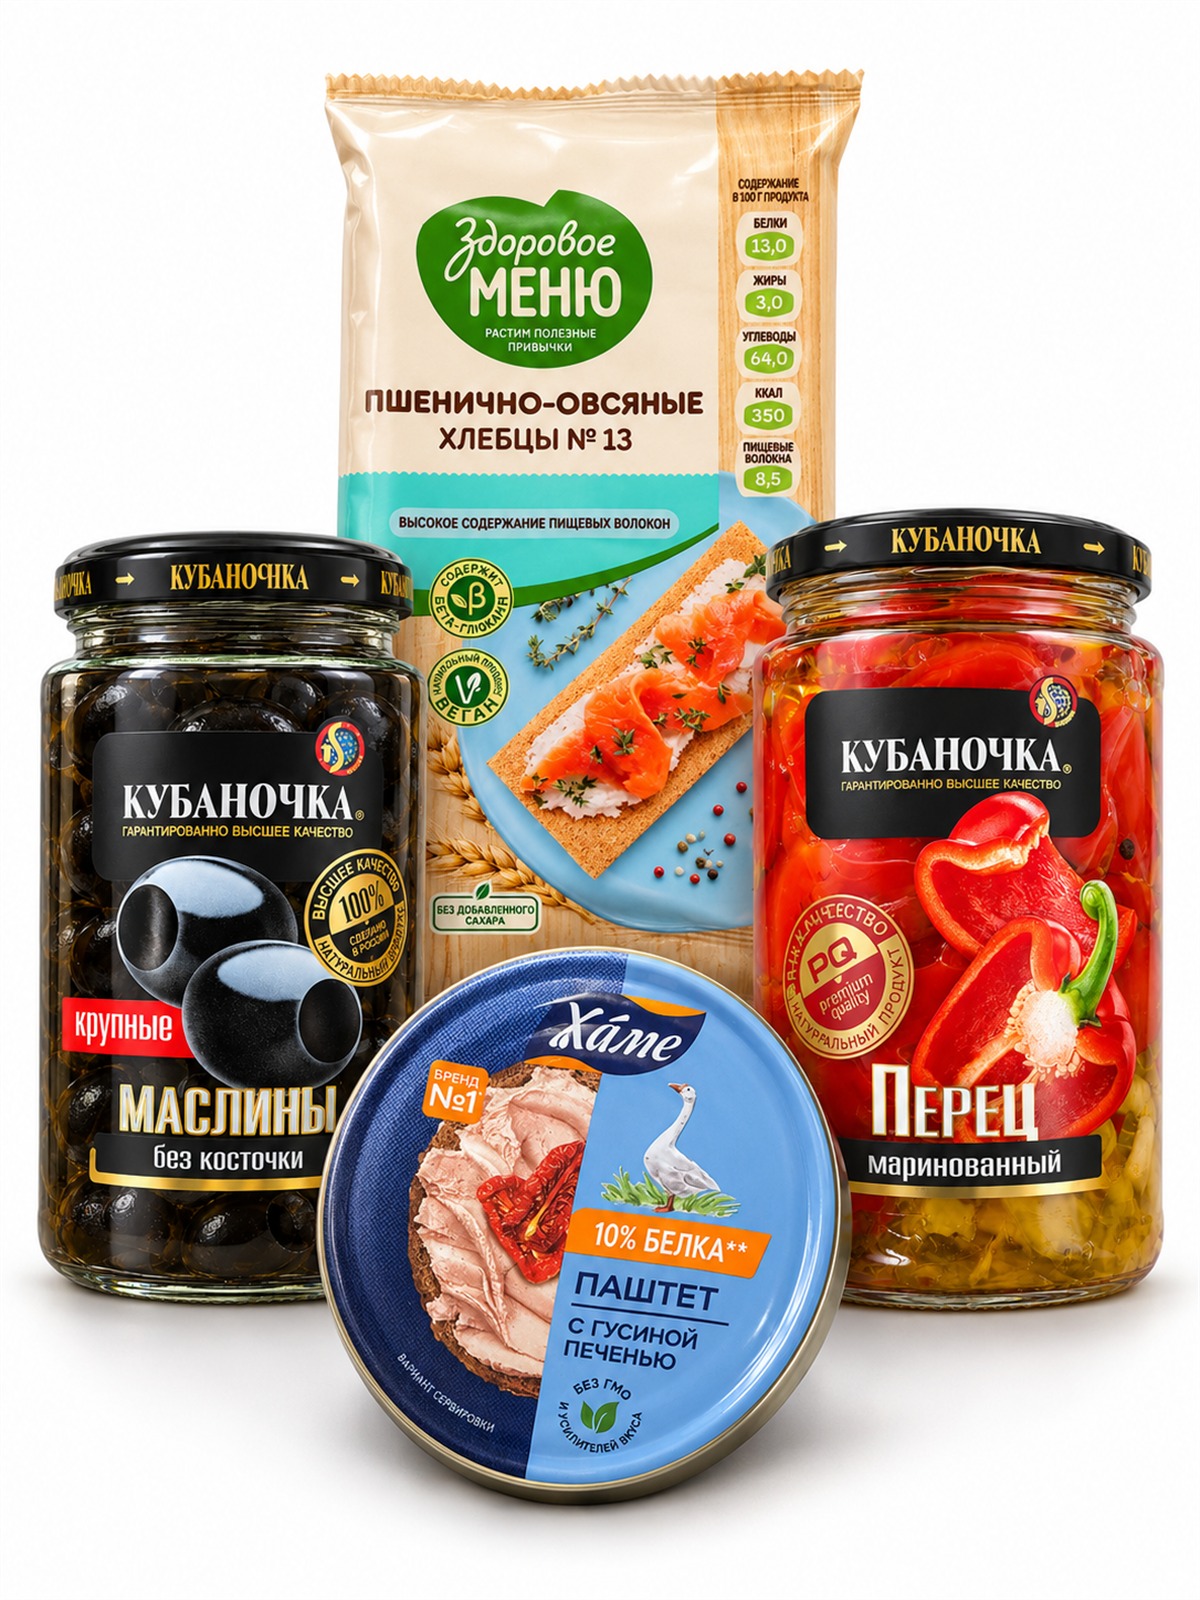 Здоровое
МЕНЮ
РАСТИМ ПОЛЕЗНЫЕ
ПРИВЫЧКИ
ПШЕНИЧНО-ОВСЯНЫЕ
ХЛЕБЦЫ № 13
СОДЕРЖАНИЕ
В 100 Г ПРОДУКТА
БЕЛКИ
13,0
ЖИРЫ
3,0
УГЛЕВОДЫ
64,0
ККАЛ
350
ПИЩЕВЫЕ
ВОЛОКНА
8,5
ВЫСОКОЕ СОДЕРЖАНИЕ ПИЩЕВЫХ ВОЛОКОН
СОДЕРЖИТ
β
БЕТА-ГЛЮКАН
V
ВЕГАН
БЕЗ ДОБАВЛЕННОГО
САХАРА
КУБАНОЧКА
КУБАНОЧКА®
ГАРАНТИРОВАННО ВЫСШЕЕ КАЧЕСТВО
ВЫСШЕЕ КАЧЕСТВО
100%
СДЕЛАНО
В РОССИИ
НАТУРАЛЬНЫЙ
крупные
МАСЛИНЫ
без косточки
КУБАНОЧКА
КУБАНОЧКА®
ГАРАНТИРОВАННО ВЫСШЕЕ КАЧЕСТВО
PQ
premium
quality
НАТУРАЛЬНЫЙ ПРОДУКТ
ПЕРЕЦ
маринованный
Хáме
БРЕНД
№1*
10% БЕЛКА**
ПАШТЕТ
С ГУСИНОЙ
ПЕЧЕНЬЮ
БЕЗ ГМО
И УСИЛИТЕЛЕЙ ВКУСА
ВАРИАНТ СЕРВИРОВКИ